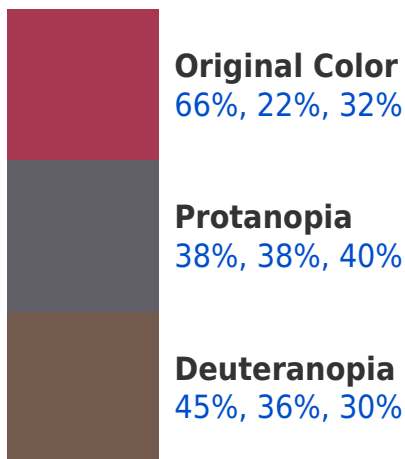 Original Color
66%, 22%, 32%
Protanopia
38%, 38%, 40%
Deuteranopia
45%, 36%, 30%